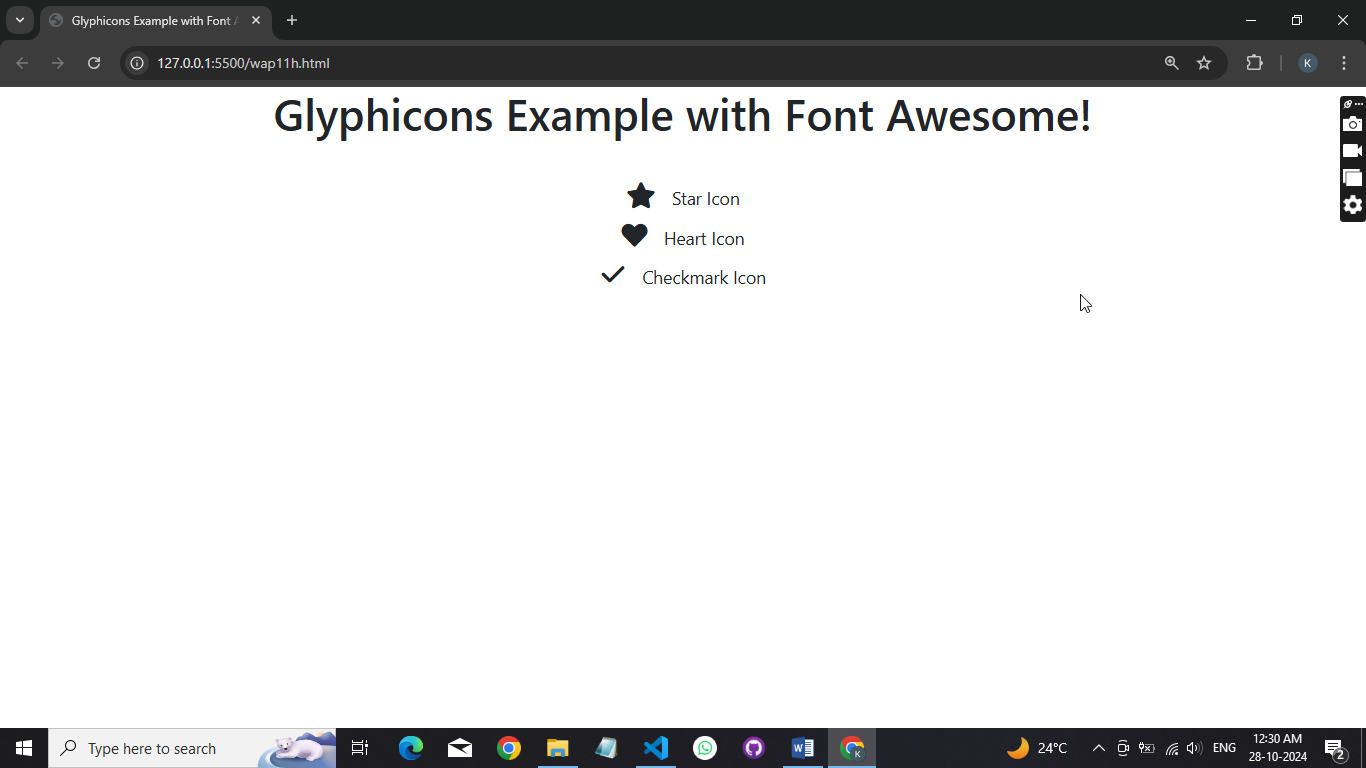 Glyphicons Example with Font A
127.0.0.1:5500/wap11h.html
K
Glyphicons Example with Font Awesome!
Star Icon
Heart Icon
Checkmark Icon
Type here to search
K
24°C
ENG
12:30 AM
28-10-2024
2